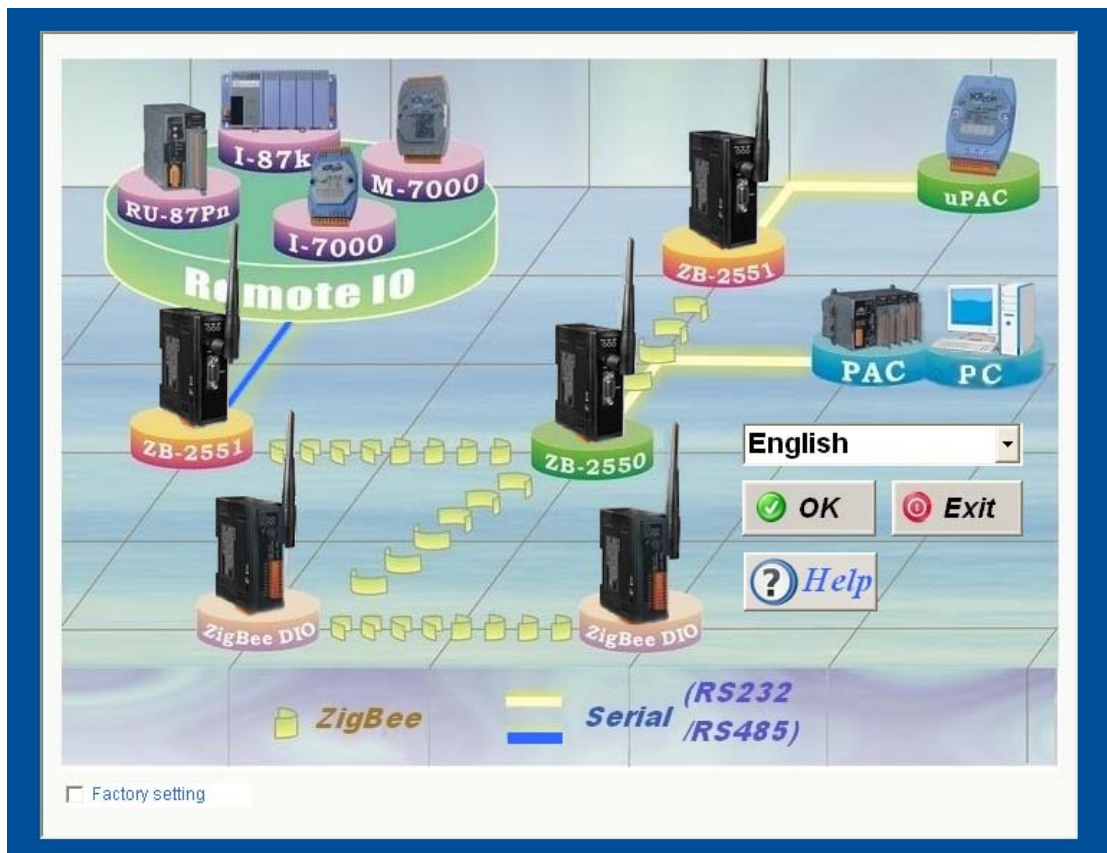 I-87k
M-7000
RU-87Pn
I-7000
Remote IO
uPAC
ZB-2551
PAC
PC
ZB-2551
ZB-2550
English
OK
Exit
Help
ZigBee DIO
ZigBee DIO
ZigBee
Serial
(RS232
/RS485)
Factory setting